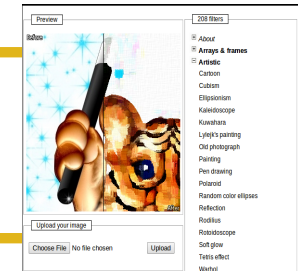 Preview
Before
After
Upload your image
Choose File No file chosen Upload
208 filters
About
Arrays & frames
Artistic
Cartoon
Cubism
Ellipsionism
Kaleidoscope
Kuwahara
Lylejk's painting
Old photograph
Painting
Pen drawing
Polaroid
Random color ellipses
Reflection
Rodilius
Rotoidoscope
Soft glow
Tetris effect
Warhol